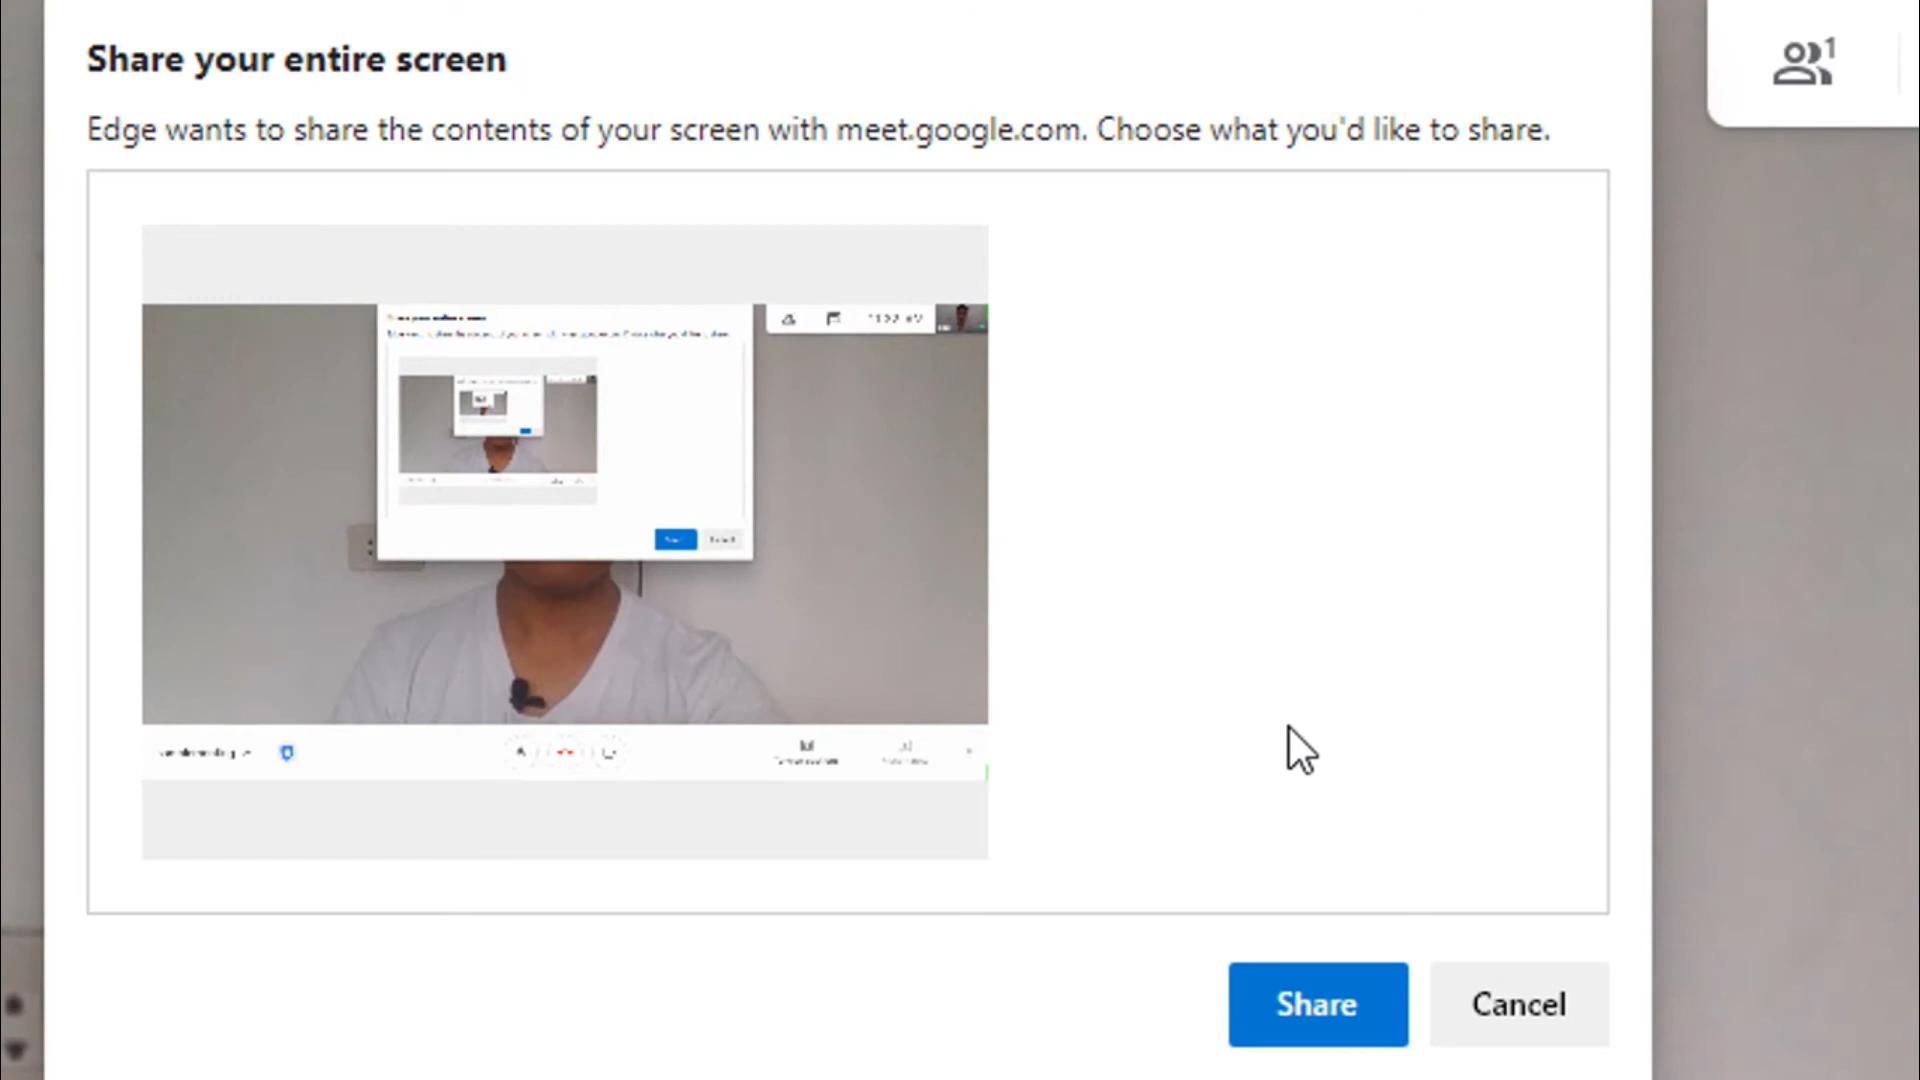 Share your entire screen
1
Edge wants to share the contents of your screen with meet.google.com. Choose what you'd like to share.
Share
Cancel